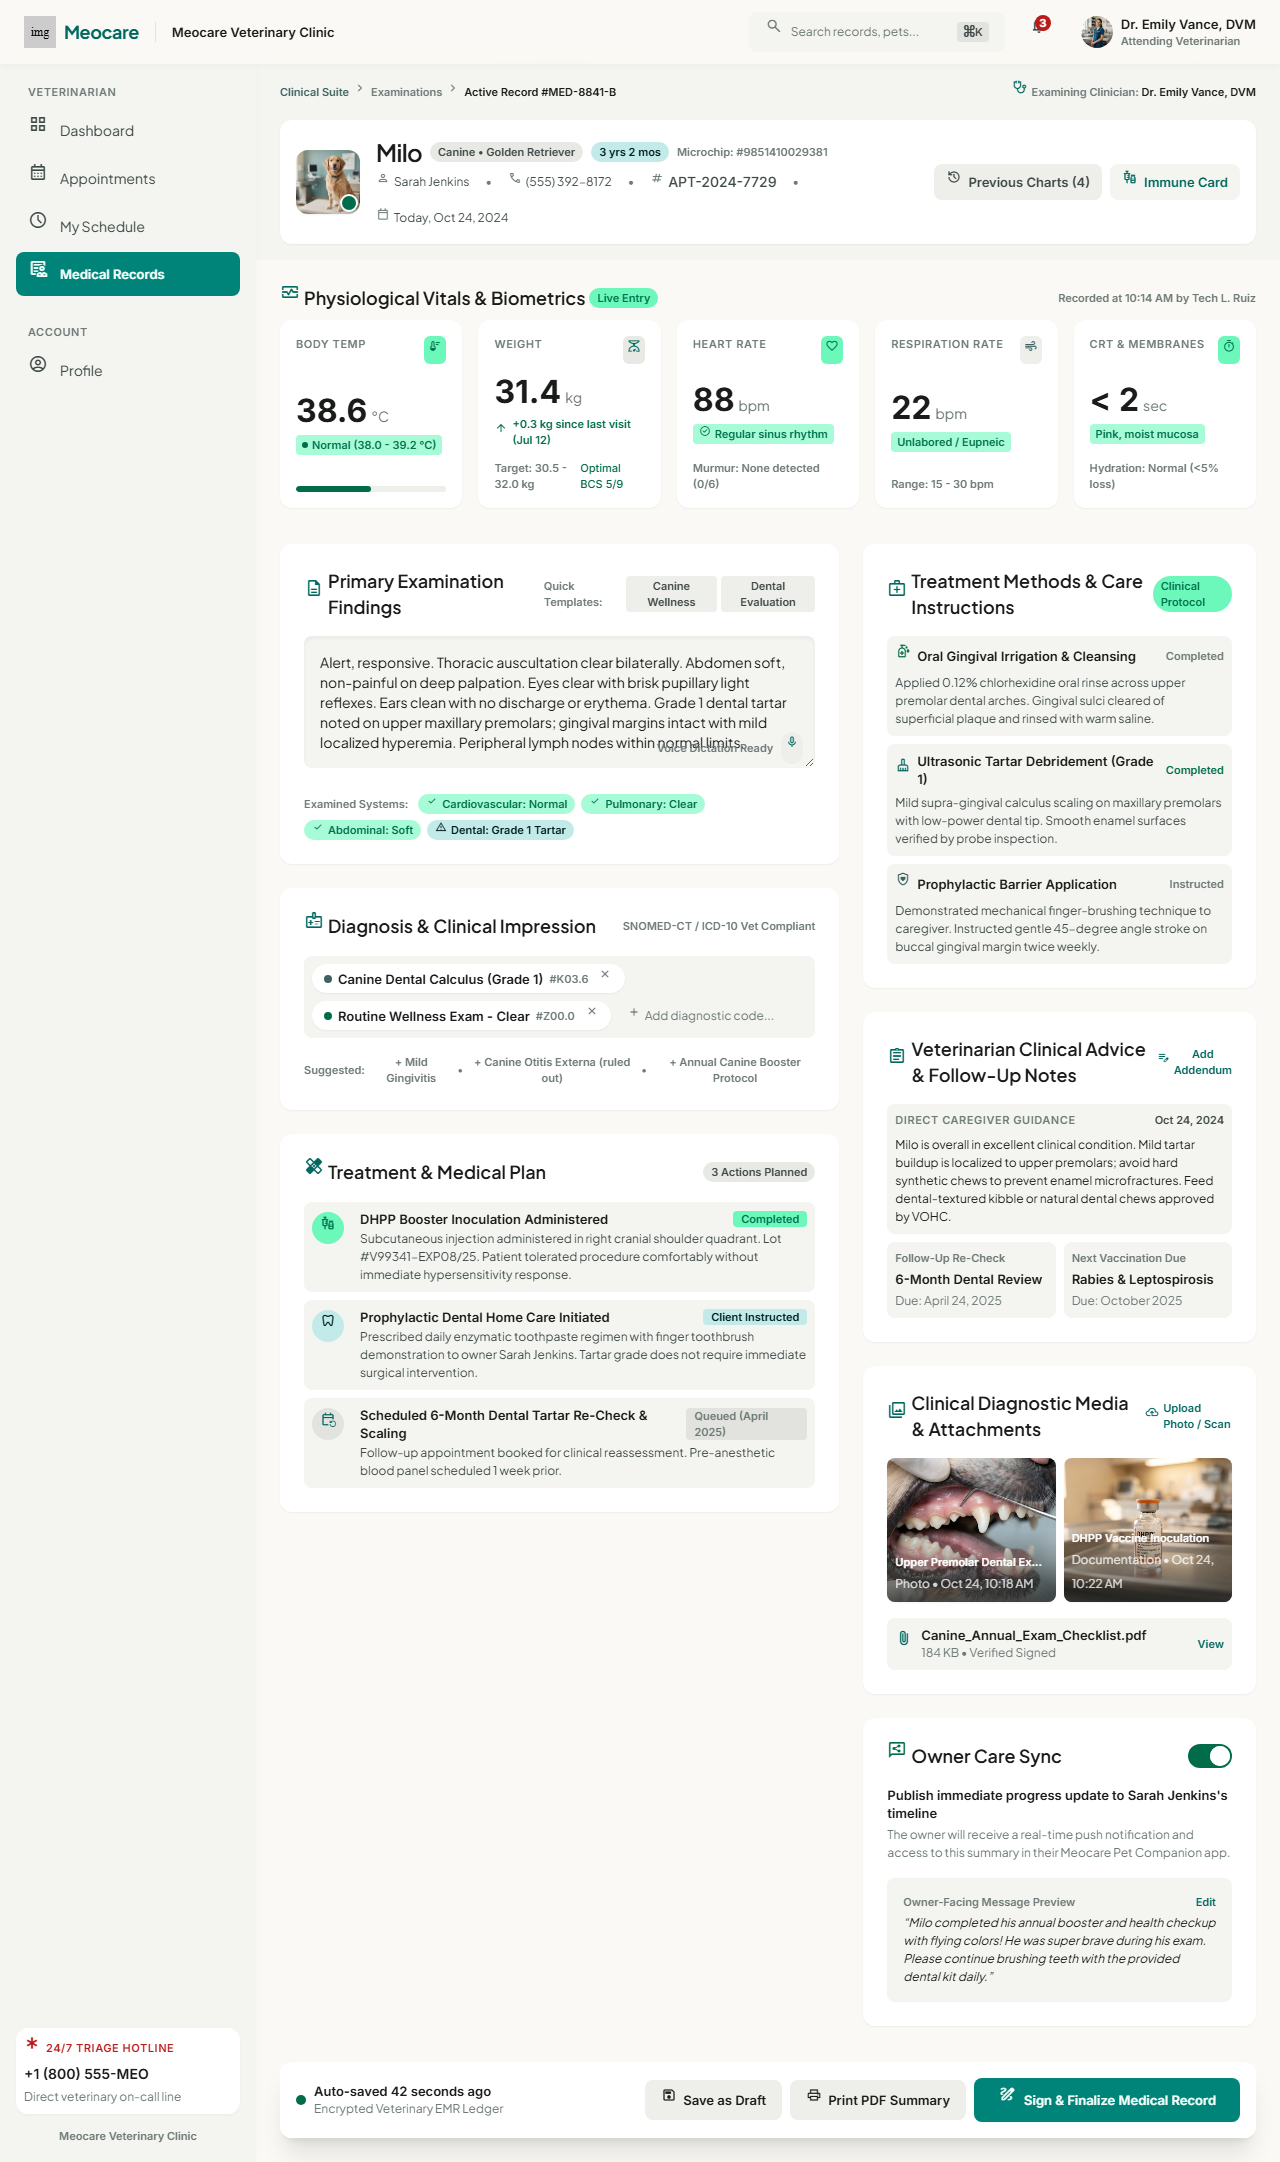 img
Meocare
Meocare Veterinary Clinic
Search records, pets...
⌘K
3
Dr. Emily Vance, DVM
Attending Veterinarian
VETERINARIAN
Dashboard
Appointments
My Schedule
Medical Records
ACCOUNT
Profile
Clinical Suite > Examinations > Active Record #MED-8841-B
Examining Clinician: Dr. Emily Vance, DVM
Milo
Canine • Golden Retriever
3 yrs 2 mos
Microchip: #9851410029381
Sarah Jenkins • (555) 392-8172 • # APT-2024-7729 •
Today, Oct 24, 2024
Previous Charts (4)
Immune Card
Physiological Vitals & Biometrics
Live Entry
Recorded at 10:14 AM by Tech L. Ruiz
BODY TEMP
38.6 °C
• Normal (38.0 - 39.2 °C)
WEIGHT
31.4 kg
+0.3 kg since last visit
(Jul 12)
Target: 30.5 -
32.0 kg
Optimal
BCS 5/9
HEART RATE
88 bpm
Regular sinus rhythm
Murmur: None detected
(0/6)
RESPIRATION RATE
22 bpm
Unlabored / Eupneic
Range: 15 - 30 bpm
CRT & MEMBRANES
< 2 sec
Pink, moist mucosa
Hydration: Normal (<5%
loss)
Primary Examination
Findings
Quick
Templates:
Canine
Wellness
Dental
Evaluation
Alert, responsive. Thoracic auscultation clear bilaterally. Abdomen soft,
non-painful on deep palpation. Eyes clear with brisk pupillary light
reflexes. Ears clean with no discharge or erythema. Grade 1 dental tartar
noted on upper maxillary premolars; gingival margins intact with mild
localized hyperemia. Peripheral lymph nodes within normal limits.
Voice Dictation Ready
Examined Systems:
Cardiovascular: Normal
Pulmonary: Clear
Abdominal: Soft
Dental: Grade 1 Tartar
Diagnosis & Clinical Impression
SNOMED-CT / ICD-10 Vet Compliant
Canine Dental Calculus (Grade 1) #K03.6 ×
Routine Wellness Exam - Clear #Z00.0 ×
+ Add diagnostic code...
Suggested:
+ Mild
Gingivitis
•
+ Canine Otitis Externa (ruled
out)
•
+ Annual Canine Booster
Protocol
Treatment & Medical Plan
3 Actions Planned
DHPP Booster Inoculation Administered
Completed
Subcutaneous injection administered in right cranial shoulder quadrant. Lot
#V99341-EXP08/25. Patient tolerated procedure comfortably without
immediate hypersensitivity response.
Prophylactic Dental Home Care Initiated
Client Instructed
Prescribed daily enzymatic toothpaste regimen with finger toothbrush
demonstration to owner Sarah Jenkins. Tartar grade does not require immediate
surgical intervention.
Scheduled 6-Month Dental Tartar Re-Check &
Scaling
Queued (April
2025)
Follow-up appointment booked for clinical reassessment. Pre-anesthetic
blood panel scheduled 1 week prior.
Treatment Methods & Care
Instructions
Clinical
Protocol
Oral Gingival Irrigation & Cleansing
Completed
Applied 0.12% chlorhexidine oral rinse across upper
premolar dental arches. Gingival sulci cleared of
superficial plaque and rinsed with warm saline.
Ultrasonic Tartar Debridement (Grade
1)
Completed
Mild supra-gingival calculus scaling on maxillary premolars
with low-power dental tip. Smooth enamel surfaces
verified by probe inspection.
Prophylactic Barrier Application
Instructed
Demonstrated mechanical finger-brushing technique to
caregiver. Instructed gentle 45-degree angle stroke on
buccal gingival margin twice weekly.
Veterinarian Clinical Advice
& Follow-Up Notes
Add
Addendum
DIRECT CAREGIVER GUIDANCE
Oct 24, 2024
Milo is overall in excellent clinical condition. Mild tartar
buildup is localized to upper premolars; avoid hard
synthetic chews to prevent enamel microfractures. Feed
dental-textured kibble or natural dental chews approved
by VOHC.
Follow-Up Re-Check
6-Month Dental Review
Due: April 24, 2025
Next Vaccination Due
Rabies & Leptospirosis
Due: October 2025
Clinical Diagnostic Media
& Attachments
Upload
Photo / Scan
Upper Premolar Dental Ex...
Photo • Oct 24, 10:18 AM
DHPP
DHPP Vaccine Inoculation
Documentation • Oct 24,
10:22 AM
Canine_Annual_Exam_Checklist.pdf
184 KB • Verified Signed
View
Owner Care Sync
Publish immediate progress update to Sarah Jenkins's
timeline
The owner will receive a real-time push notification and
access to this summary in their Meocare Pet Companion app.
Owner-Facing Message Preview
Edit
"Milo completed his annual booster and health checkup
with flying colors! He was super brave during his exam.
Please continue brushing teeth with the provided
dental kit daily."
24/7 TRIAGE HOTLINE
+1 (800) 555-MEO
Direct veterinary on-call line
Meocare Veterinary Clinic
Auto-saved 42 seconds ago
Encrypted Veterinary EMR Ledger
Save as Draft
Print PDF Summary
Sign & Finalize Medical Record